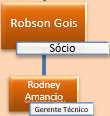 Robson Gois
Sócio
Rodney
Amancio
Gerente Técnico